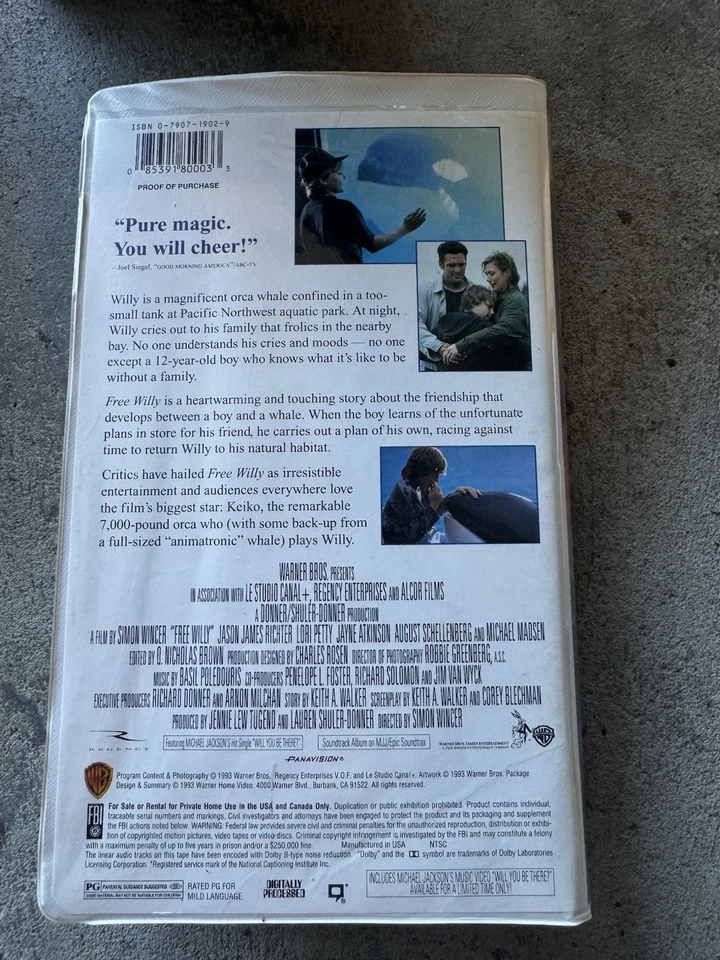 ISBN 0-7907-1902-9
0 85391 80003 3
PROOF OF PURCHASE
“Pure magic.
You will cheer!”
– Joel Siegel, "GOOD MORNING AMERICA"/ABC-TV
Willy is a magnificent orca whale confined in a too-
small tank at Pacific Northwest aquatic park. At night,
Willy cries out to his family that frolics in the nearby
bay. No one understands his cries and moods — no one
except a 12-year-old boy who knows what it's like to be
without a family.
Free Willy is a heartwarming and touching story about the friendship that
develops between a boy and a whale. When the boy learns of the unfortunate
plans in store for his friend, he carries out a plan of his own, racing against
time to return Willy to his natural habitat.
Critics have hailed Free Willy as irresistible
entertainment and audiences everywhere love
the film's biggest star: Keiko, the remarkable
7,000-pound orca who (with some back-up from
a full-sized “animatronic” whale) plays Willy.
WARNER BROS. PRESENTS
IN ASSOCIATION WITH LE STUDIO CANAL+, REGENCY ENTERPRISES AND ALCOR FILMS
A DONNER/SHULER-DONNER PRODUCTION
A FILM BY SIMON WINCER "FREE WILLY" JASON JAMES RICHTER LORI PETTY JAYNE ATKINSON AUGUST SCHELLENBERG AND MICHAEL MADSEN
EDITED BY O. NICHOLAS BROWN PRODUCTION DESIGNED BY CHARLES ROSEN DIRECTOR OF PHOTOGRAPHY ROBBIE GREENBERG, A.S.C.
MUSIC BY BASIL POLEDOURIS CO-PRODUCERS PENELOPE L. FOSTER, RICHARD SOLOMON AND JIM VAN WYCK
EXECUTIVE PRODUCERS RICHARD DONNER AND ARNON MILCHAN STORY BY KEITH A. WALKER SCREENPLAY BY KEITH A. WALKER AND COREY BLECHMAN
PRODUCED BY JENNIE LEW TUGEND AND LAUREN SHULER-DONNER DIRECTED BY SIMON WINCER
REGENCY
Featuring MICHAEL JACKSON'S Hit Single "WILL YOU BE THERE?"
Soundtrack Album on MJJ/Epic Soundtrax
WARNER BROS. FAMILY ENTERTAINMENT
PANAVISION®
Program Content & Photography © 1993 Warner Bros., Regency Enterprises V.O.F. and Le Studio Canal+. Artwork © 1993 Warner Bros. Package
Design & Summary © 1993 Warner Home Video. 4000 Warner Blvd., Burbank, CA 91522. All rights reserved.
FBI
For Sale or Rental for Private Home Use in the USA and Canada Only. Duplication or public exhibition prohibited. Product contains individual,
traceable serial numbers and markings. Civil investigators and attorneys have been engaged to protect the product and its packaging and supplement
the FBI actions noted below. WARNING: Federal law provides severe civil and criminal penalties for the unauthorized reproduction, distribution or exhibi-
tion of copyrighted motion pictures, video tapes or video discs. Criminal copyright infringement is investigated by the FBI and may constitute a felony
with a maximum penalty of up to five years in prison and/or a $250,000 fine. Manufactured in USA NTSC
The linear audio tracks on this tape have been encoded with Dolby B-type noise reduction. "Dolby" and the symbol are trademarks of Dolby Laboratories
Licensing Corporation. *Registered service mark of the National Captioning Institute Inc.
PG PARENTAL GUIDANCE SUGGESTED
SOME MATERIAL MAY NOT BE SUITABLE FOR CHILDREN
RATED PG FOR
MILD LANGUAGE.
DIGITALLY
PROCESSED
INCLUDES MICHAEL JACKSON'S MUSIC VIDEO "WILL YOU BE THERE?"
AVAILABLE FOR A LIMITED TIME ONLY!